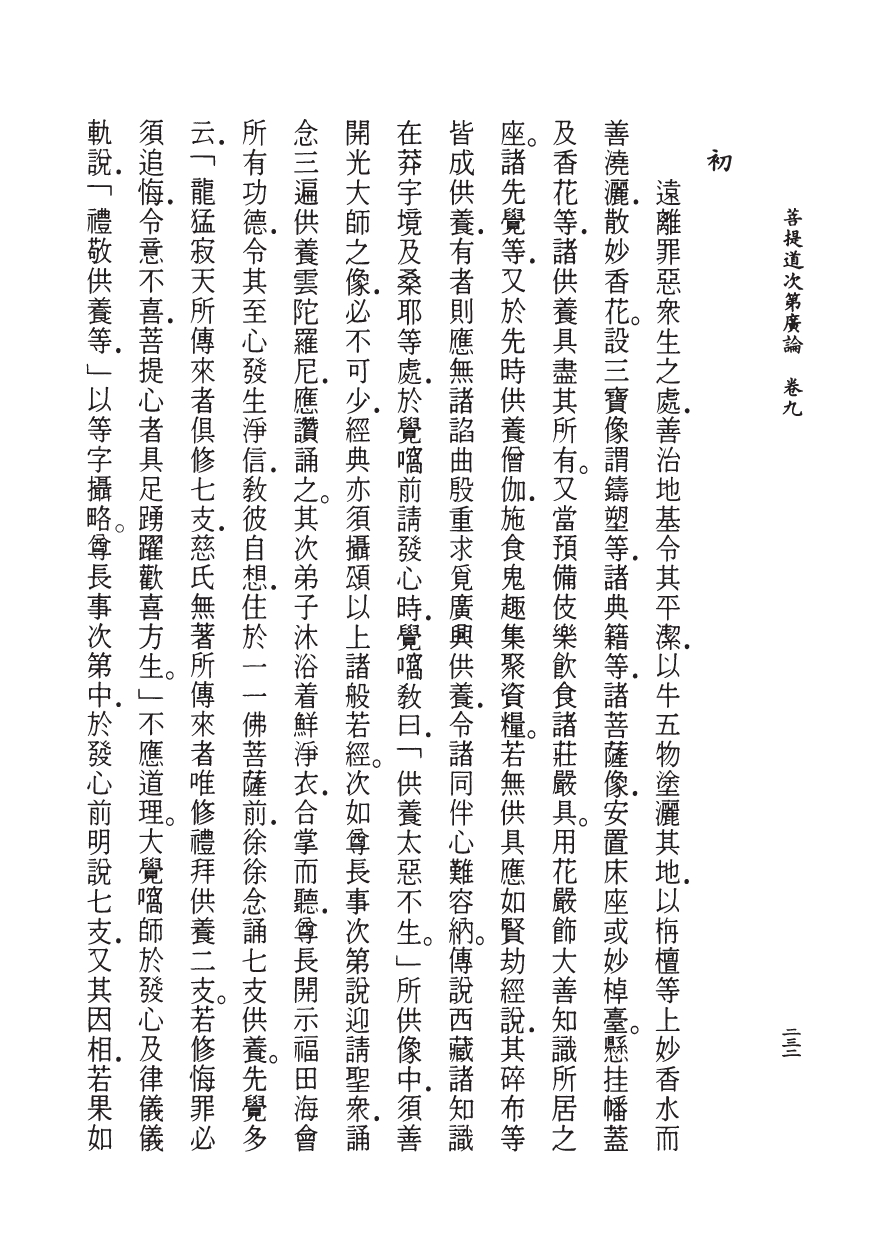 菩提道次第廣論　卷九
初
遠離罪惡衆生之處．善治地基令其平潔．以牛五物塗灑其地．以栴檀等上妙香水而
善澆灑．散妙香花。設三寶像謂鑄塑等．諸典籍等．諸菩薩像．安置床座或妙棹臺。懸挂幡蓋
及香花等．諸供養具盡其所有。又當預備伎樂飲食諸莊嚴具。用花嚴飾大善知識所居之
座。諸先覺等．又於先時供養僧伽．施食鬼趣集聚資糧。若無供具應如賢劫經說．其碎布等
皆成供養．有者則應無諸諂曲殷重求覓廣興供養．令諸同伴心難容納。傳說西藏諸知識
在莽宇境及桑耶等處．於覺㗝前請發心時．覺㗝敎曰．「供養太惡不生。」所供像中．須善
開光大師之像．必不可少．經典亦須攝頌以上諸般若經。次如尊長事次第說迎請聖衆．誦
念三遍供養雲陀羅尼．應讚誦之。其次弟子沐浴着鮮淨衣．合掌而聽．尊長開示福田海會
所有功德．令其至心發生淨信．敎彼自想．住於一一佛菩薩前．徐徐念誦七支供養。先覺多
云．「龍猛寂天所傳來者俱修七支．慈氏無著所傳來者唯修禮拜供養二支。若修悔罪必
須追悔．令意不喜．菩提心者具足踴躍歡喜方生。」不應道理。大覺㗝師於發心及律儀儀
軌說．「禮敬供養等．」以等字攝略。尊長事次第中．於發心前明說七支．又其因相．若果如
二三二